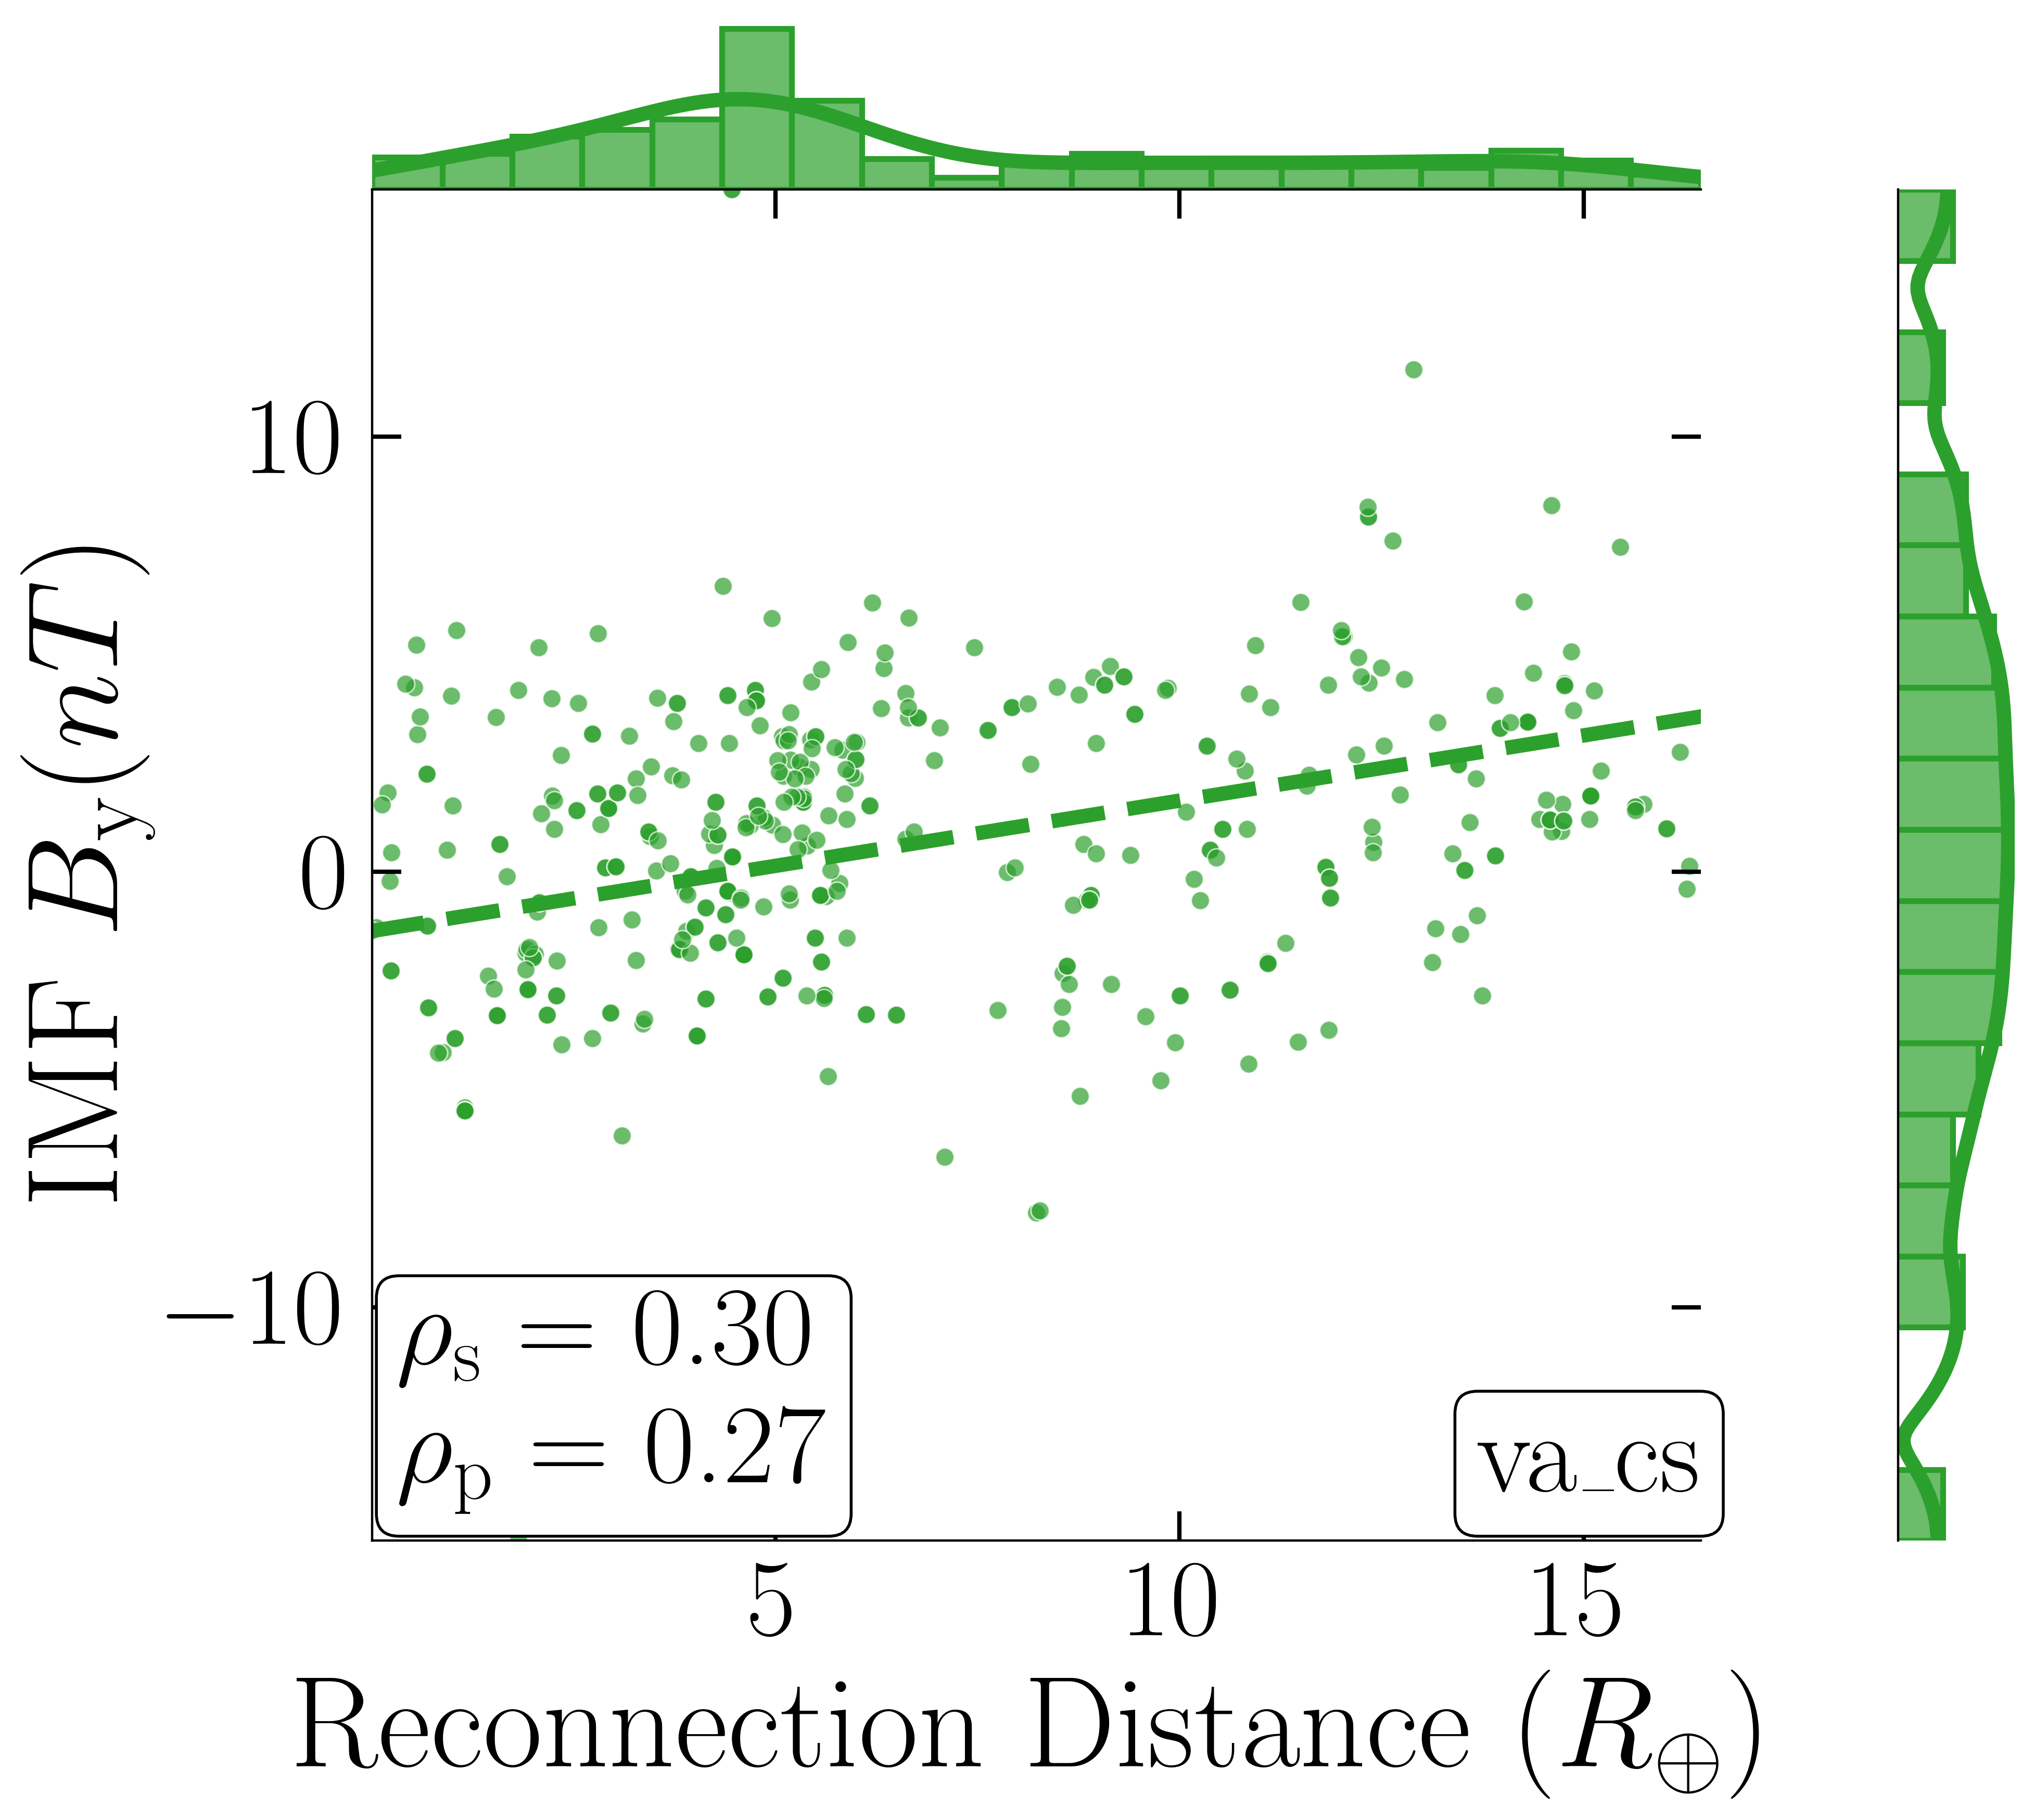 IMF B_y (nT)
10
0
−10
ρ_s = 0.30
ρ_p = 0.27
va_cs
5 10 15
Reconnection Distance (R_⊕)